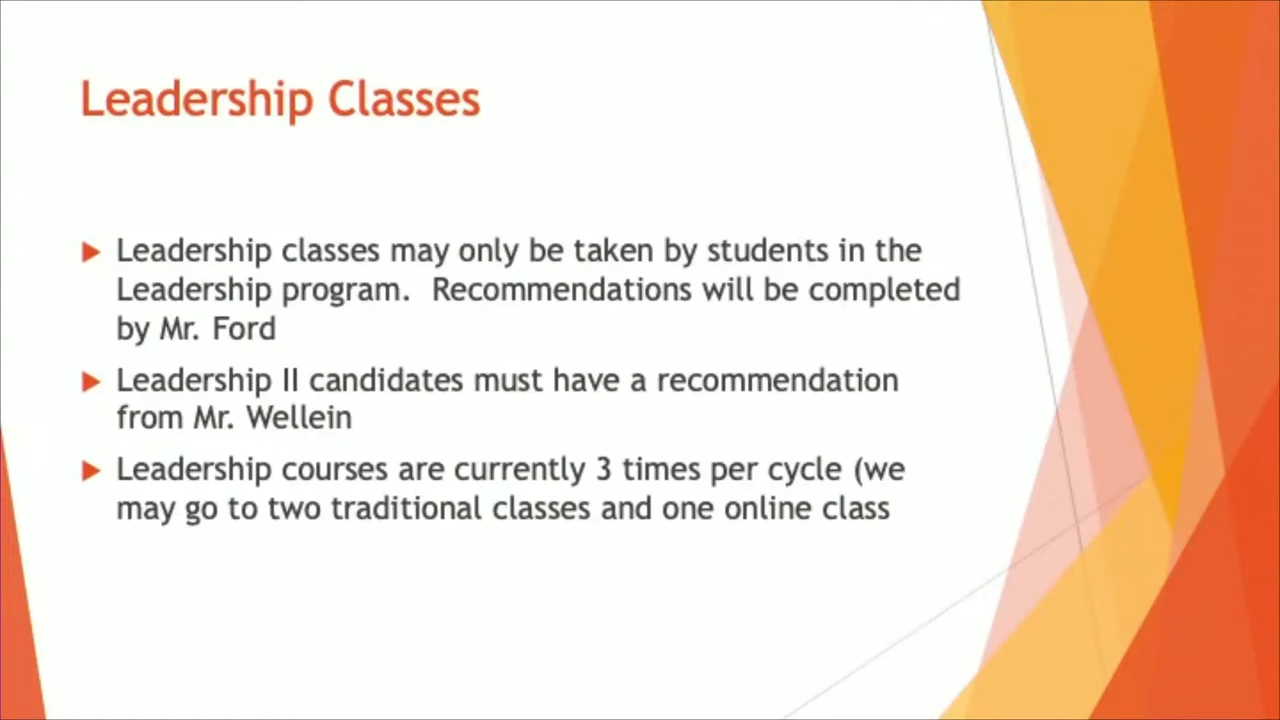 Leadership Classes
Leadership classes may only be taken by students in the
Leadership program.  Recommendations will be completed
by Mr. Ford
Leadership II candidates must have a recommendation
from Mr. Wellein
Leadership courses are currently 3 times per cycle (we
may go to two traditional classes and one online class